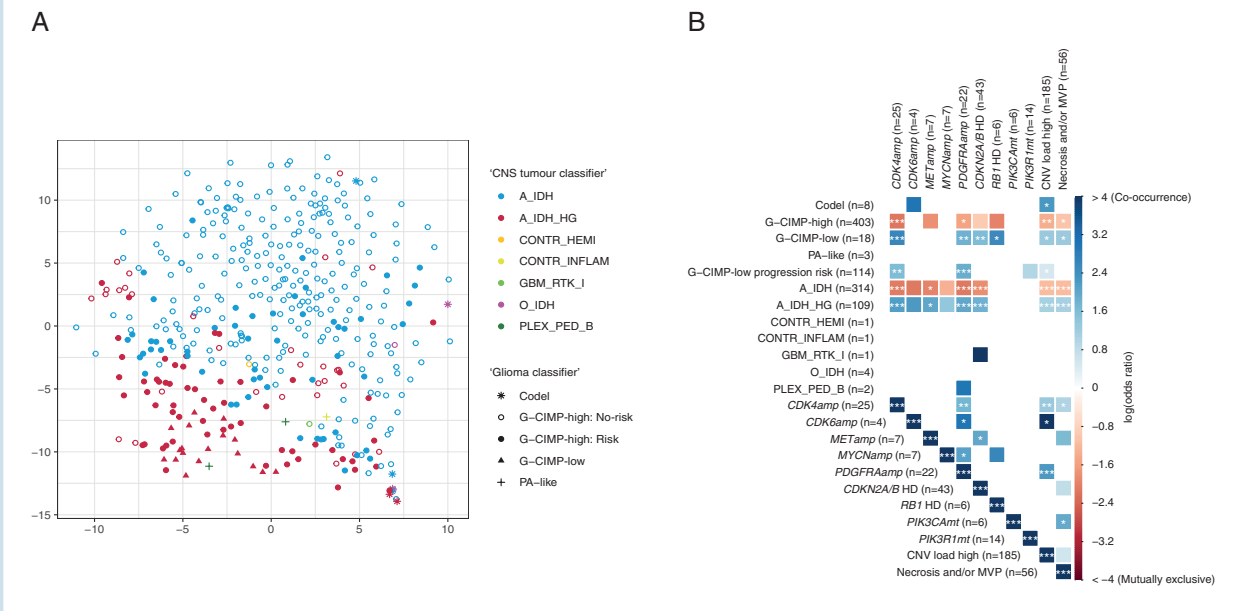 A
10
5
0
−5
−10
−15
−10
−5
0
5
10
'CNS tumour classifier'
A_IDH
A_IDH_HG
CONTR_HEMI
CONTR_INFLAM
GBM_RTK_I
O_IDH
PLEX_PED_B
'Glioma classifier'
Codel
G−CIMP−high: No-risk
G−CIMP−high: Risk
G−CIMP−low
PA−like
B
CDK4amp (n=25)
CDK6amp (n=4)
METamp (n=7)
MYCNamp (n=7)
PDGFRAamp (n=22)
CDKN2A/B HD (n=43)
RB1 HD (n=6)
PIK3CAmt (n=6)
PIK3R1mt (n=14)
CNV load high (n=185)
Necrosis and/or MVP (n=56)
Codel (n=8) *
G−CIMP−high (n=403) *** * ** *
G−CIMP−low (n=18) *** ** ** * * *
PA−like (n=3)
G−CIMP−low progression risk (n=114) ** *** *
A_IDH (n=314) *** * *** *** *** ***
A_IDH_HG (n=109) *** * *** *** *** ***
CONTR_HEMI (n=1)
CONTR_INFLAM (n=1)
GBM_RTK_I (n=1)
O_IDH (n=4)
PLEX_PED_B (n=2)
CDK4amp (n=25) *** ** ** *
CDK6amp (n=4) *** * *
METamp (n=7) *** *
MYCNamp (n=7) *** *
PDGFRAamp (n=22) *** ***
CDKN2A/B HD (n=43) ***
RB1 HD (n=6) ***
PIK3CAmt (n=6) *** *
PIK3R1mt (n=14) ***
CNV load high (n=185) ***
Necrosis and/or MVP (n=56) ***
> 4 (Co-occurrence)
3.2
2.4
1.6
0.8
0
-0.8
−1.6
−2.4
−3.2
< −4 (Mutually exclusive)
log(odds ratio)